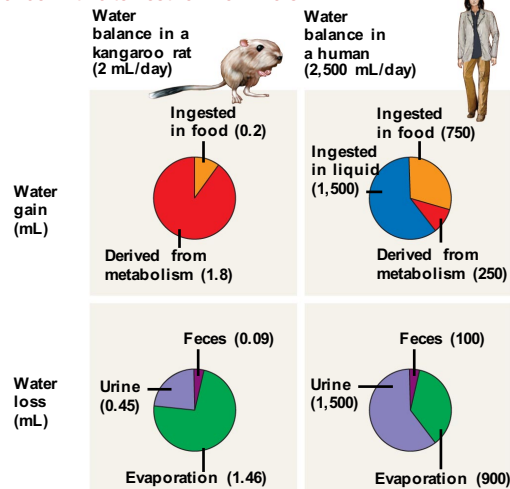 Water
balance in a
kangaroo rat
(2 mL/day)
Water
balance in
a human
(2,500 mL/day)
Water
gain
(mL)
Ingested
in food (0.2)
Derived from
metabolism (1.8)
Ingested
in food (750)
Ingested
in liquid
(1,500)
Derived from
metabolism (250)
Water
loss
(mL)
Feces (0.09)
Urine
(0.45)
Evaporation (1.46)
Feces (100)
Urine
(1,500)
Evaporation (900)